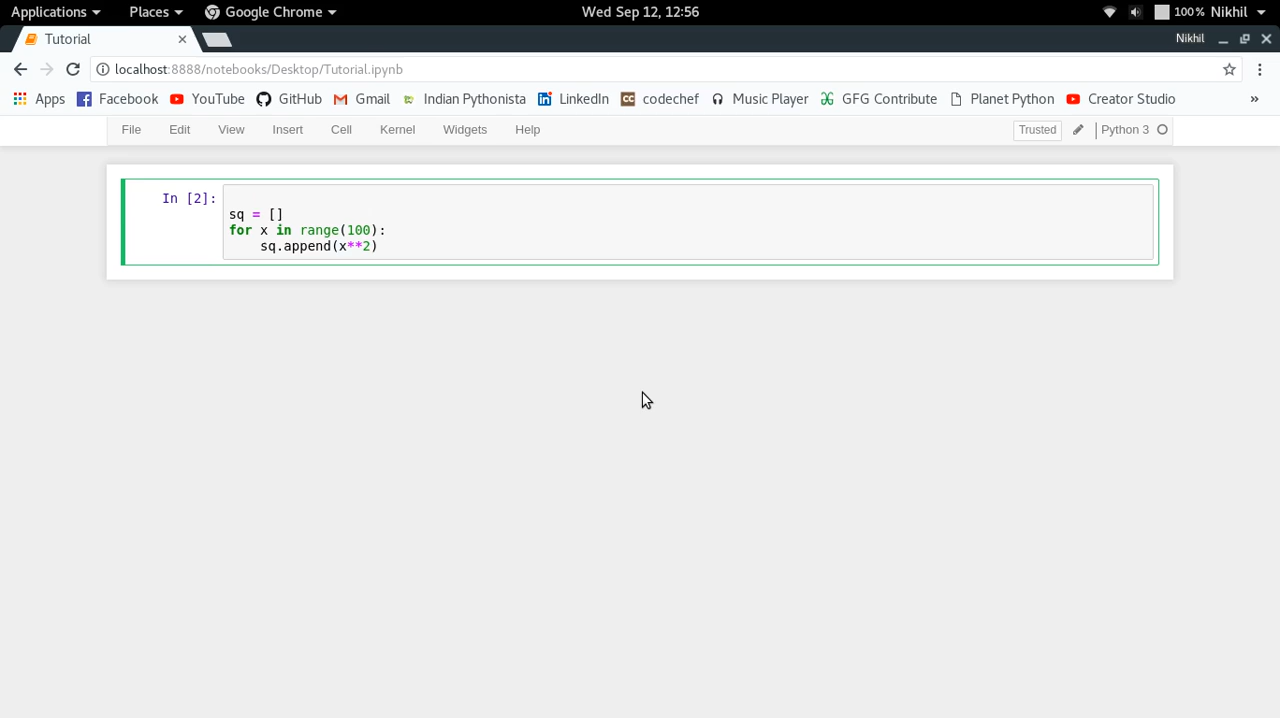 Applications Places Google Chrome Wed Sep 12, 12:56 100% Nikhil
Tutorial Nikhil
localhost:8888/notebooks/Desktop/Tutorial.ipynb
Apps Facebook YouTube GitHub Gmail Indian Pythonista LinkedIn CC codechef Music Player GFG Contribute Planet Python Creator Studio »
File Edit View Insert Cell Kernel Widgets Help Trusted Python 3
In [2]:
sq = []
for x in range(100):
    sq.append(x**2)